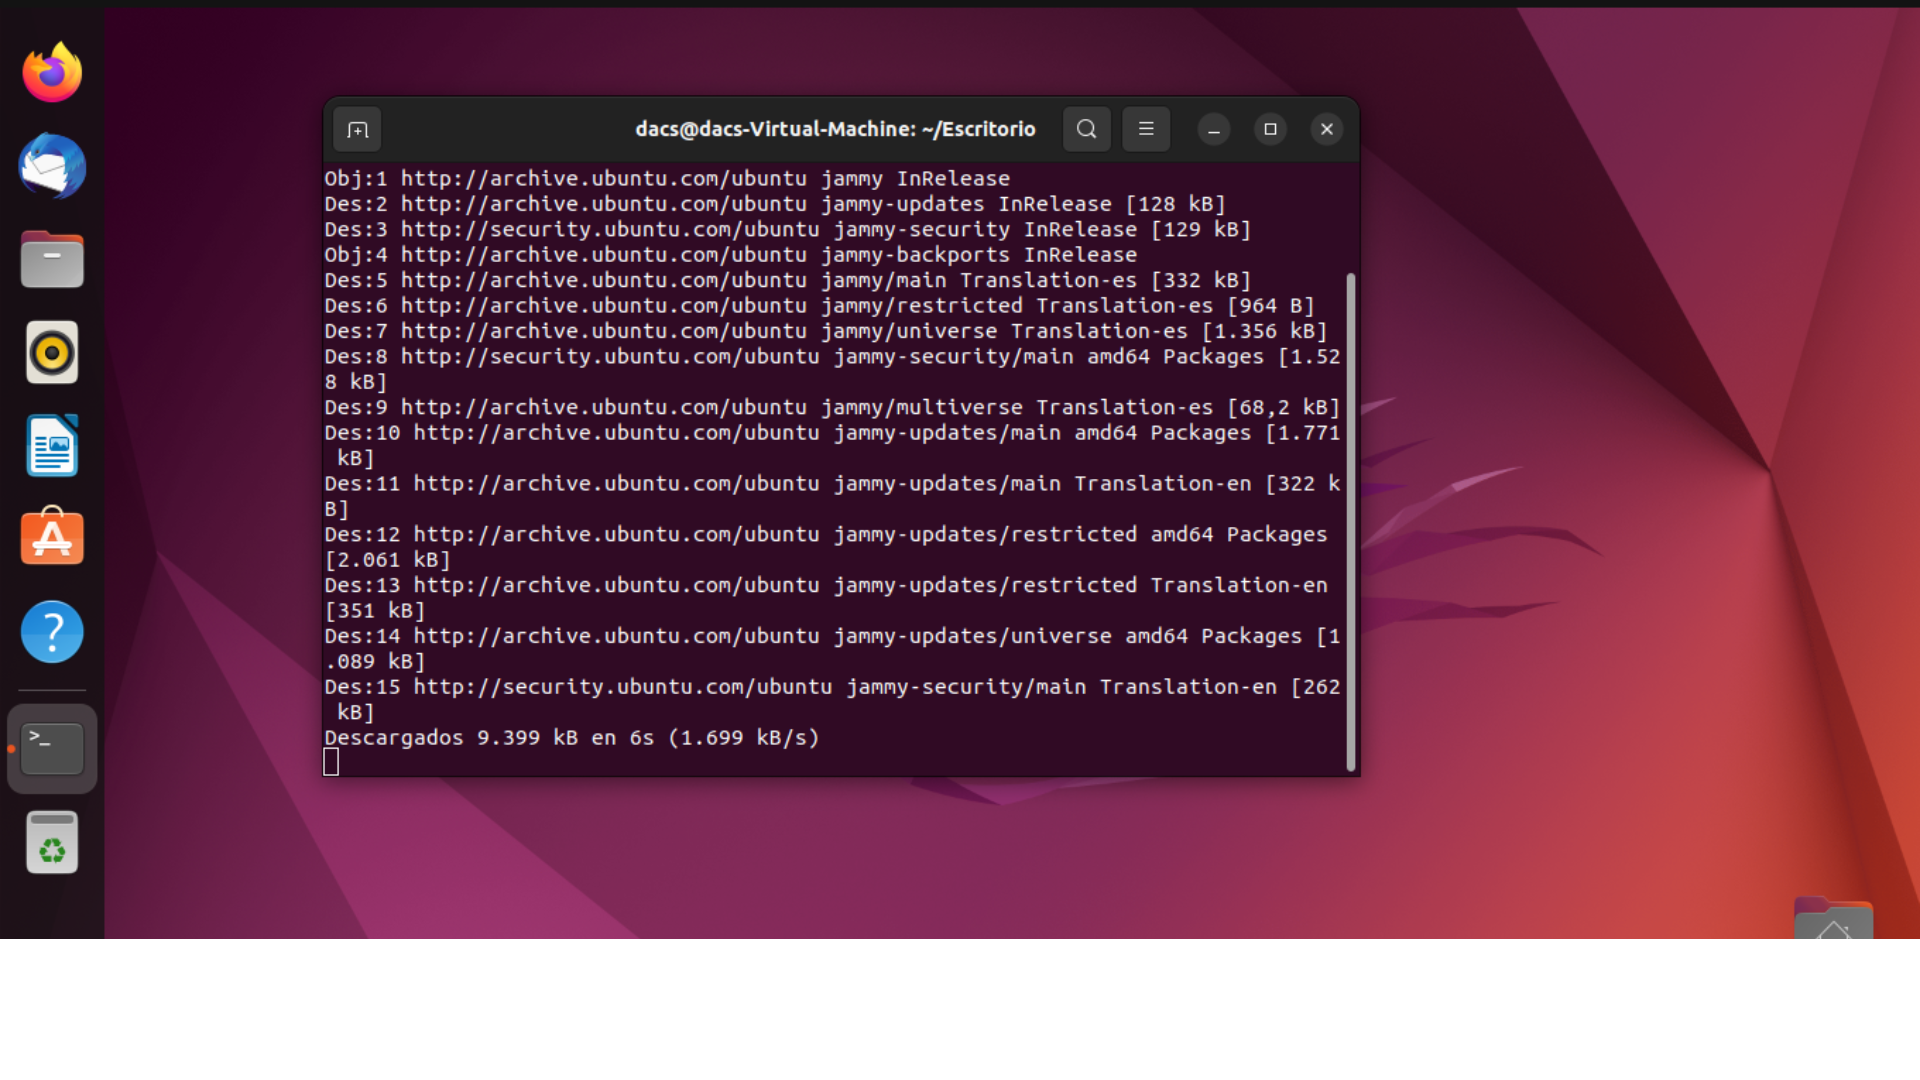 dacs@dacs-Virtual-Machine: ~/Escritorio
Obj:1 http://archive.ubuntu.com/ubuntu jammy InRelease
Des:2 http://archive.ubuntu.com/ubuntu jammy-updates InRelease [128 kB]
Des:3 http://security.ubuntu.com/ubuntu jammy-security InRelease [129 kB]
Obj:4 http://archive.ubuntu.com/ubuntu jammy-backports InRelease
Des:5 http://archive.ubuntu.com/ubuntu jammy/main Translation-es [332 kB]
Des:6 http://archive.ubuntu.com/ubuntu jammy/restricted Translation-es [964 B]
Des:7 http://archive.ubuntu.com/ubuntu jammy/universe Translation-es [1.356 kB]
Des:8 http://security.ubuntu.com/ubuntu jammy-security/main amd64 Packages [1.52
8 kB]
Des:9 http://archive.ubuntu.com/ubuntu jammy/multiverse Translation-es [68,2 kB]
Des:10 http://archive.ubuntu.com/ubuntu jammy-updates/main amd64 Packages [1.771
 kB]
Des:11 http://archive.ubuntu.com/ubuntu jammy-updates/main Translation-en [322 k
B]
Des:12 http://archive.ubuntu.com/ubuntu jammy-updates/restricted amd64 Packages
[2.061 kB]
Des:13 http://archive.ubuntu.com/ubuntu jammy-updates/restricted Translation-en
[351 kB]
Des:14 http://archive.ubuntu.com/ubuntu jammy-updates/universe amd64 Packages [1
.089 kB]
Des:15 http://security.ubuntu.com/ubuntu jammy-security/main Translation-en [262
 kB]
Descargados 9.399 kB en 6s (1.699 kB/s)